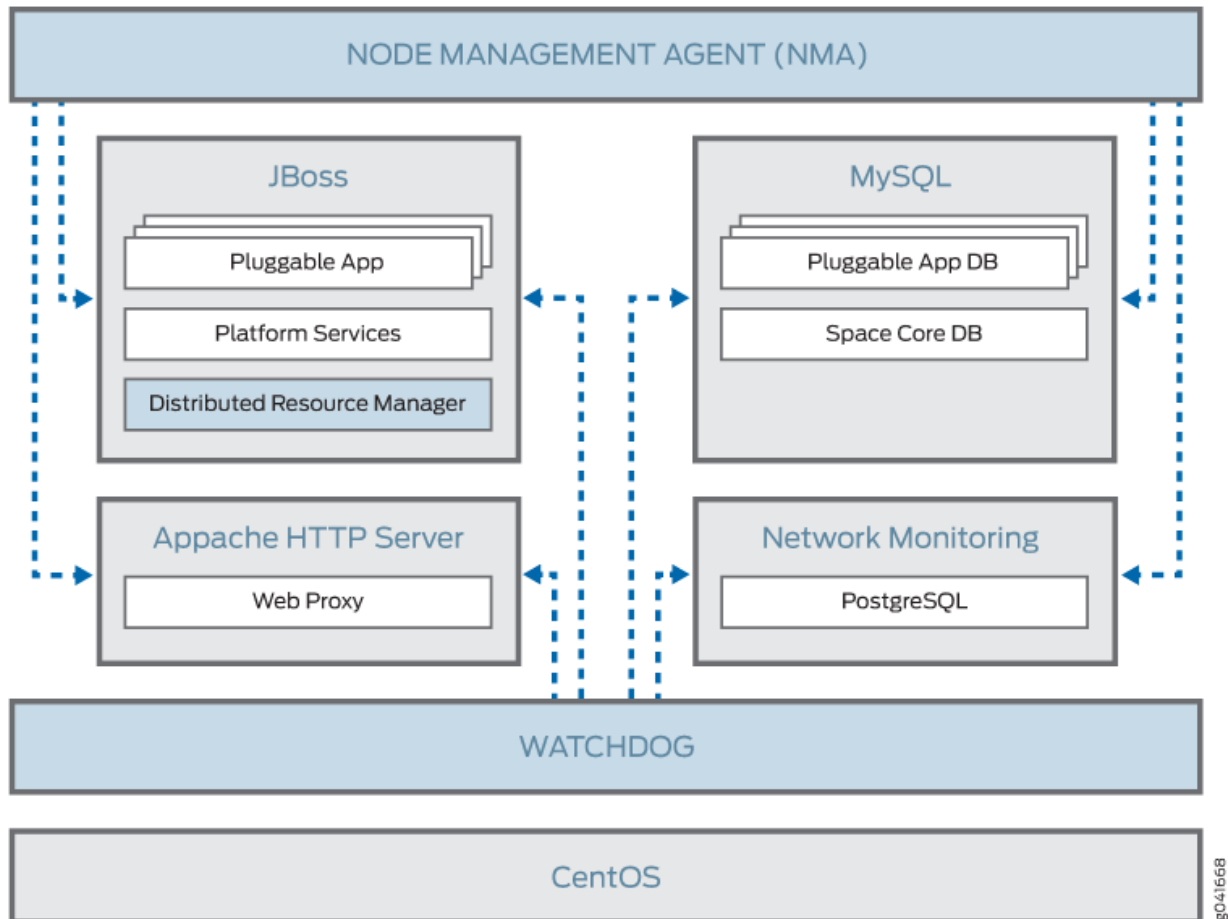 NODE MANAGEMENT AGENT (NMA)
JBoss
Pluggable App
Platform Services
Distributed Resource Manager
MySQL
Pluggable App DB
Space Core DB
Appache HTTP Server
Web Proxy
Network Monitoring
PostgreSQL
WATCHDOG
CentOS
g041668